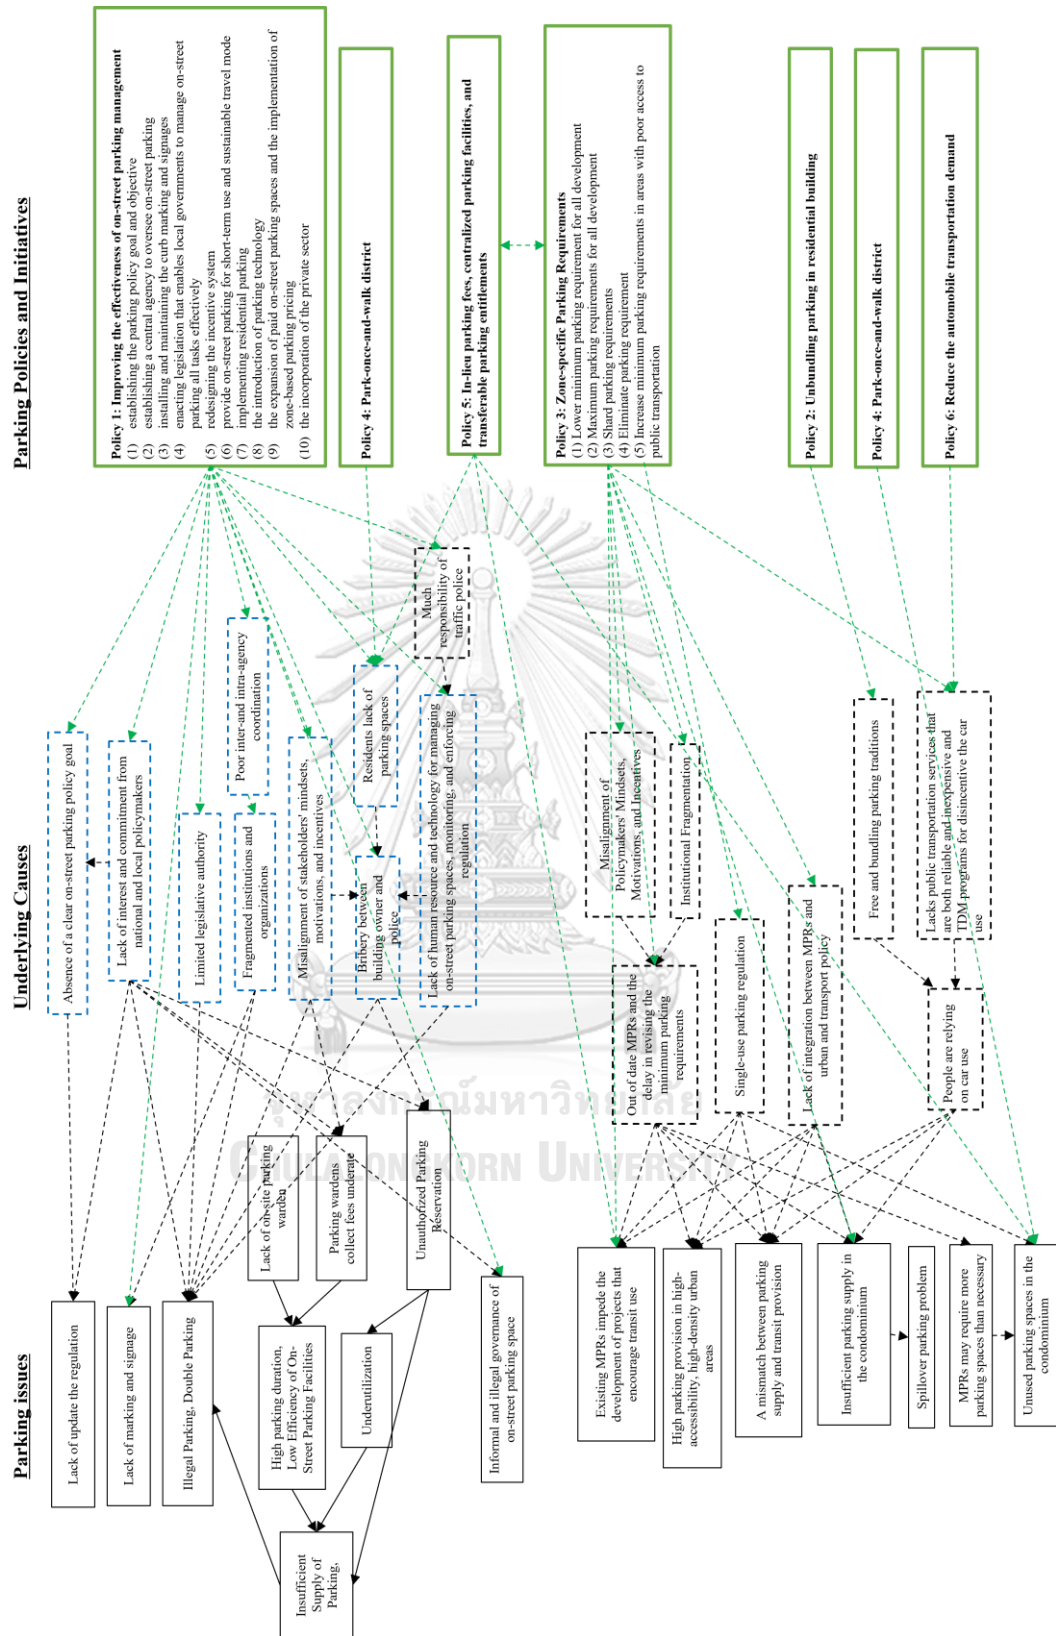 Parking issues
Underlying Causes
Parking Policies and Initiatives
Lack of update the regulation
Lack of marking and signage
Illegal Parking, Double Parking
Insufficient
Supply of
Parking,
High parking duration,
Low Efficiency of On-
Street Parking Facilities
Underutilization
Lack of on-site parking
warden
Parking wardens
collect fees underate
Unauthorized Parking
Reservation
Informal and illegal governance of
on-street parking space
Existing MPRs impede the
development of projects that
encourage transit use
High parking provision in high-
accessibility, high-density urban
areas
A mismatch between parking
supply and transit provision
Insufficient parking supply in
the condominium
Spillover parking problem
MPRs may require more
parking spaces than necessary
Unused parking spaces in the
condominium
Absence of a clear on-street parking policy goal
Lack of interest and commitment from
national and local policymakers
Limited legislative authority
Fragmented institutions and
organizations
Poor inter-and intra-agency
coordination
Misalignment of stakeholders' mindsets,
motivations, and incentives
Bribery between
building owner and
police
Residents lack of
parking spaces
Lack of human resource and technology for managing
on-street parking spaces, monitoring, and enforcing
regulation
Much
responsibility of
traffic police
Out of date MPRs and the
delay in revising the
minimum parking
requirements
Misalignment of
Policymakers' Mindsets,
Motivations, and Incentives
Institutional Fragmentation
Single-use parking regulation
Lack of integration between MPRs and
urban and transport policy
People are relying
on car use
Free and bundling parking traditions
Lacks public transportation services that
are both reliable and inexpensive and
TDM programs for disincentive the car
use
Policy 1: Improving the effectiveness of on-street parking management
(1) establishing the parking policy goal and objective
(2) establishing a central agency to oversee on-street parking
(3) installing and maintaining the curb marking and signages
(4) enacting legislation that enables local governments to manage on-street
parking all tasks effectively
(5) redesigning the incentive system
(6) provide on-street parking for short-term use and sustainable travel mode
(7) implementing residential parking
(8) the introduction of parking technology
(9) the expansion of paid on-street parking spaces and the implementation of
zone-based parking pricing
(10) the incorporation of the private sector
Policy 4: Park-once-and-walk district
Policy 5: In-lieu parking fees, centralized parking facilities, and
transferable parking entitlements
Policy 3: Zone-specific Parking Requirements
(1) Lower minimum parking requirement for all development
(2) Maximum parking requirements for all development
(3) Shard parking requirements
(4) Eliminate parking requirement
(5) Increase minimum parking requirements in areas with poor access to
public transportation
Policy 2: Unbundling parking in residential building
Policy 4: Park-once-and-walk district
Policy 6: Reduce the automobile transportation demand
จุฬาลงกรณ์มหาวิทยาลัย
CHULALONGKORN UNIVERSITY